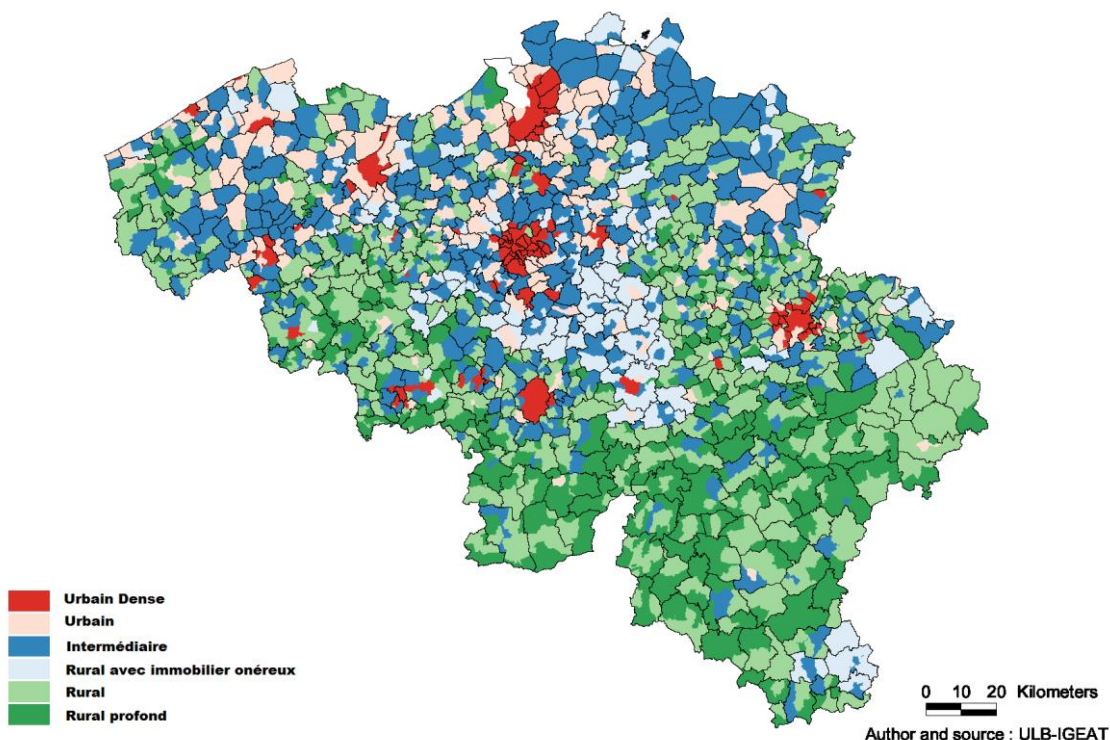 Urbain Dense
Urbain
Intermédiaire
Rural avec immobilier onéreux
Rural
Rural profond
0 10 20 Kilometers
Author and source : ULB-IGEAT